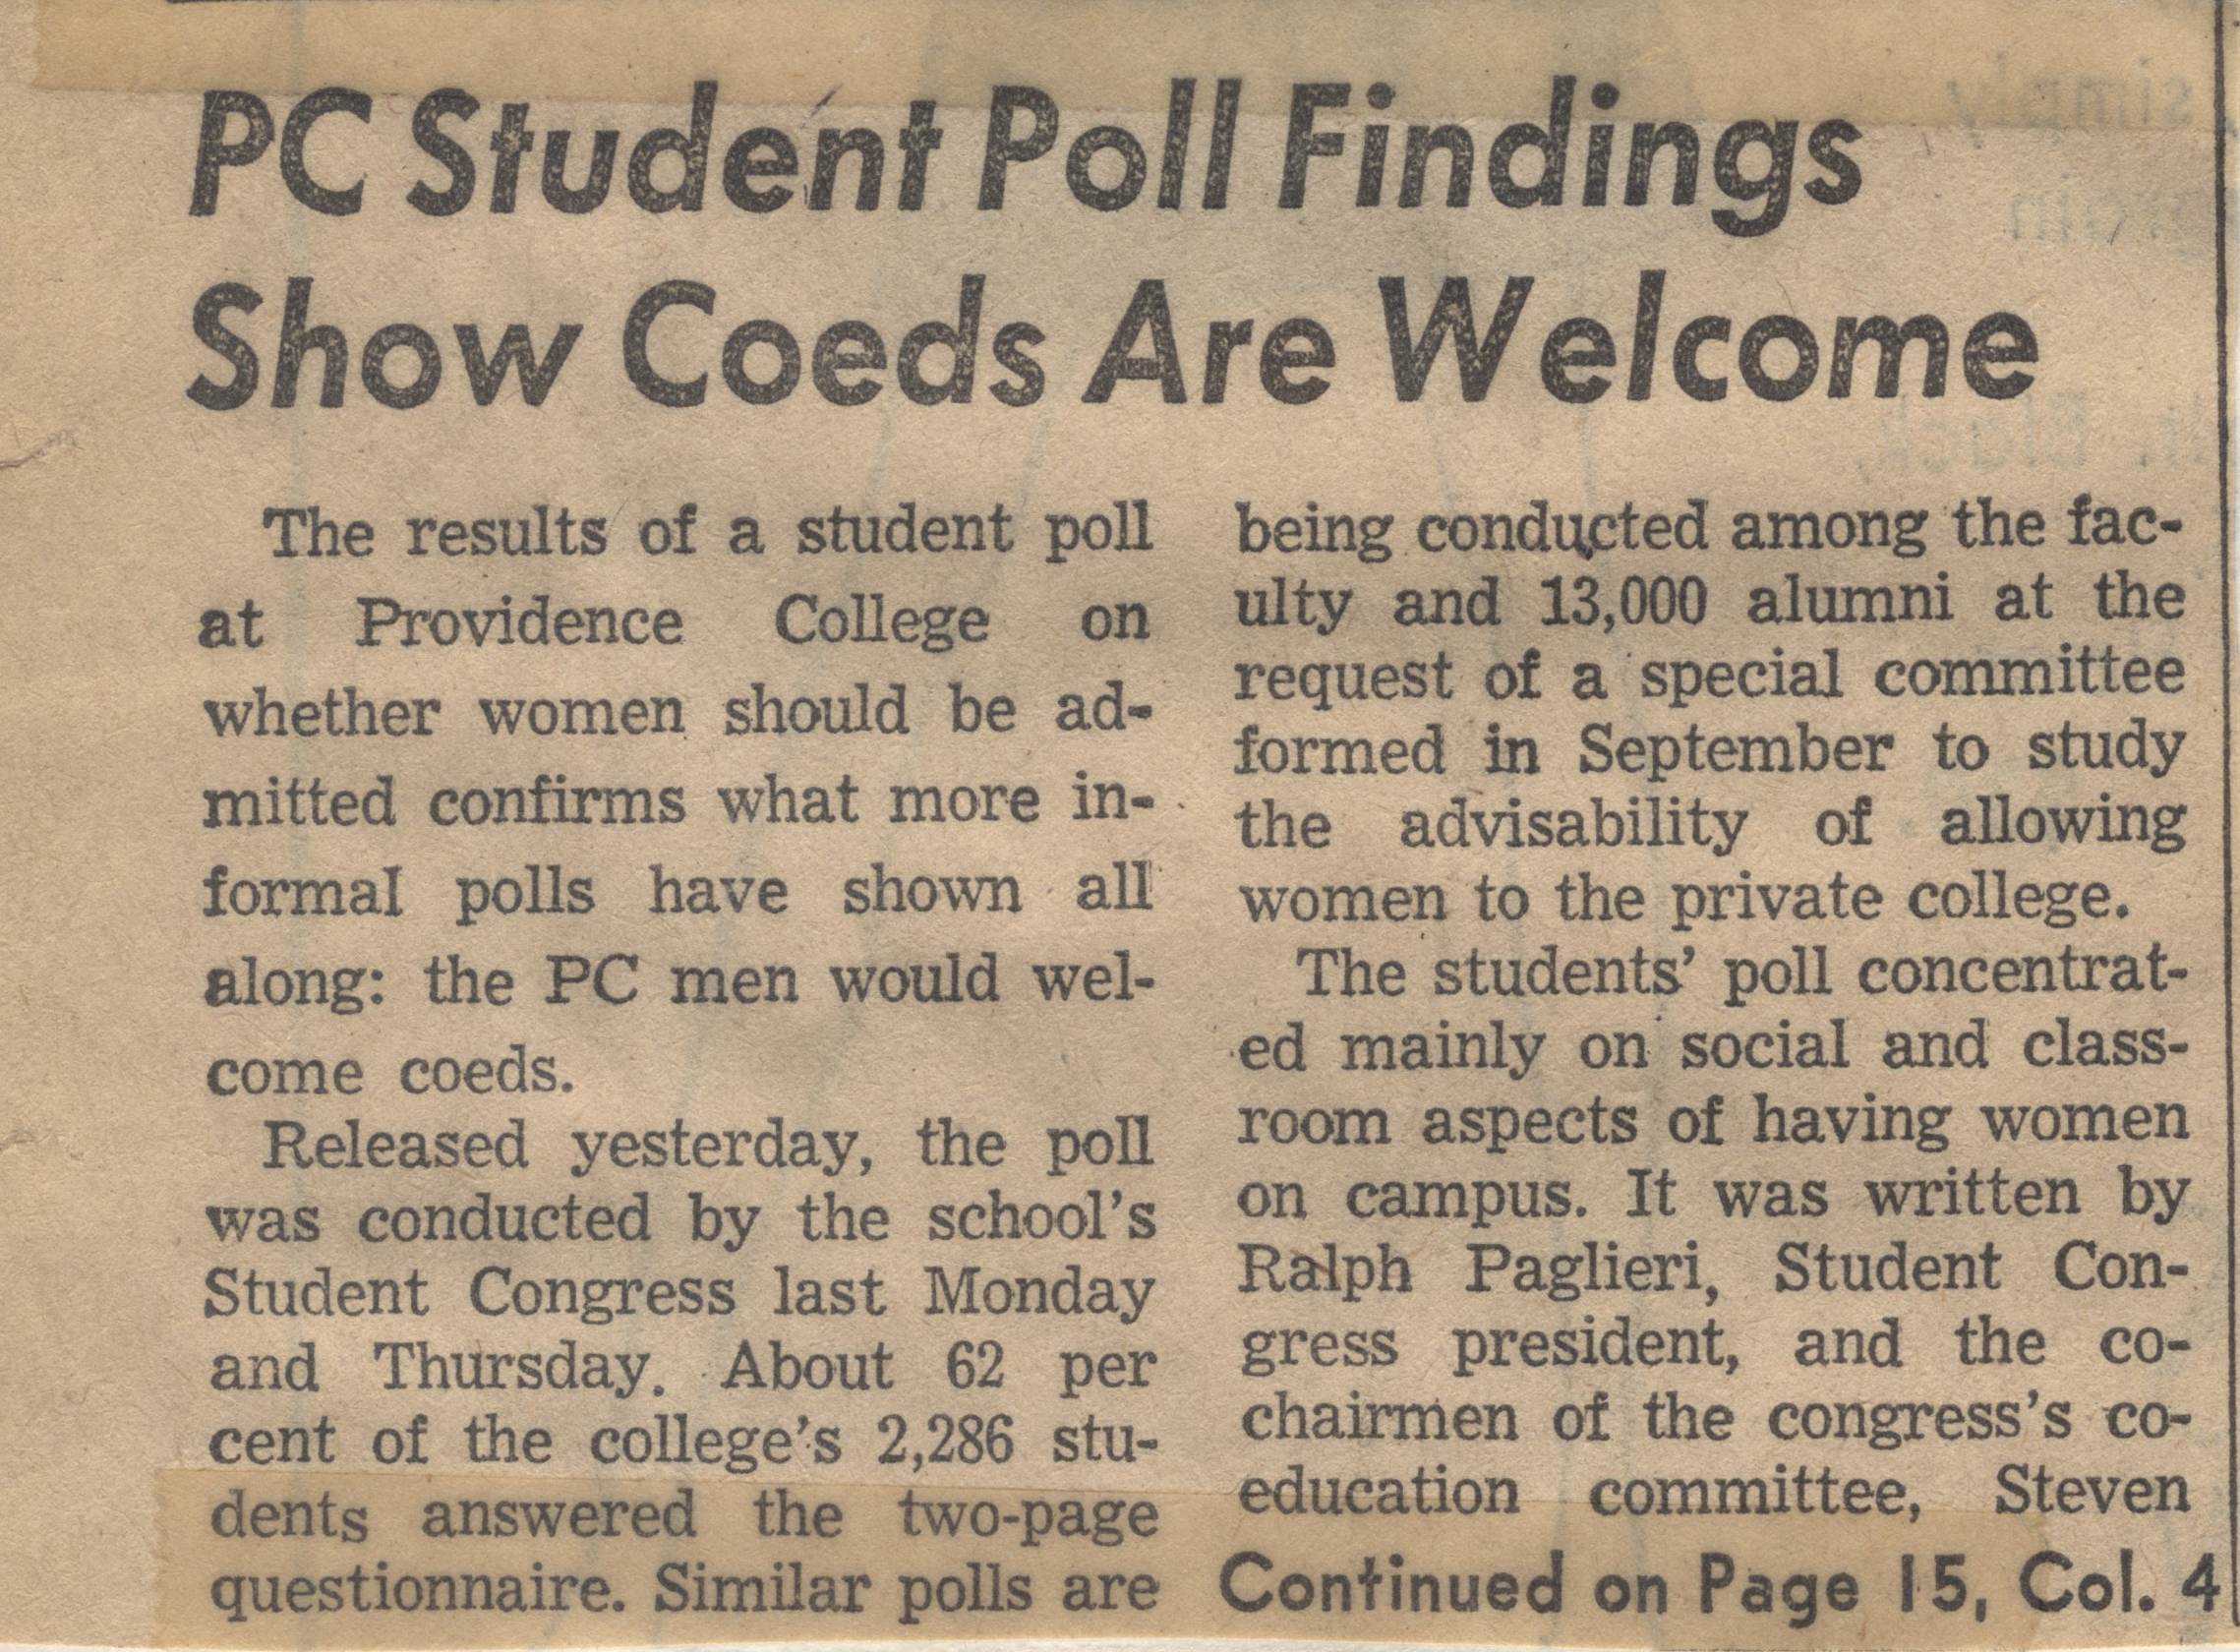 PC Student Poll Findings
Show Coeds Are Welcome
The results of a student poll
at Providence College on
whether women should be ad-
mitted confirms what more in-
formal polls have shown all
along: the PC men would wel-
come coeds.
Released yesterday, the poll
was conducted by the school's
Student Congress last Monday
and Thursday. About 62 per
cent of the college's 2,286 stu-
dents answered the two-page
questionnaire. Similar polls are
being conducted among the fac-
ulty and 13,000 alumni at the
request of a special committee
formed in September to study
the advisability of allowing
women to the private college.
The students' poll concentrat-
ed mainly on social and class-
room aspects of having women
on campus. It was written by
Ralph Paglieri, Student Con-
gress president, and the co-
chairmen of the congress's co-
education committee, Steven
Continued on Page 15, Col. 4